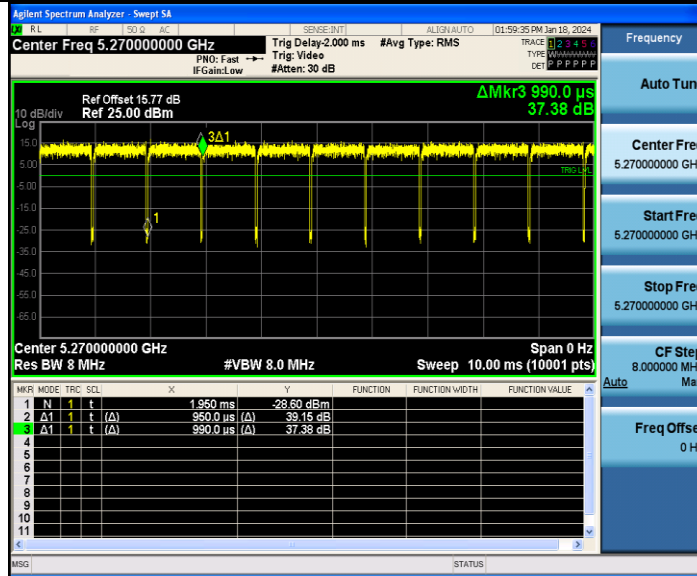 Agilent Spectrum Analyzer - Swept SA
RL RF 50 Ω AC SENSE:INT ALIGN AUTO 01:59:35 PM Jan 18, 2024
Center Freq 5.270000000 GHz
PNO: Fast
IFGain:Low
Trig Delay-2.000 ms
Trig: Video
#Atten: 30 dB
#Avg Type: RMS
TRACE 1 2 3 4 5 6
TYPE
DET P P P P P P
ΔMkr3 990.0 µs
37.38 dB
Ref Offset 15.77 dB
10 dB/div Ref 25.00 dBm
Log
15.0
5.00
-5.00
-15.0
-25.0
-35.0
-45.0
-55.0
-65.0
3Δ1
1
TRIG LVL
Center 5.270000000 GHz Span 0 Hz
Res BW 8 MHz #VBW 8.0 MHz Sweep 10.00 ms (10001 pts)
MKR MODE TRC SCL X Y FUNCTION FUNCTION WIDTH FUNCTION VALUE
1 N 1 t 1.950 ms -28.60 dBm
2 Δ1 1 t (Δ) 950.0 µs (Δ) 39.15 dB
3 Δ1 1 t (Δ) 990.0 µs (Δ) 37.38 dB
4
5
6
7
8
9
10
11
MSG STATUS
Frequency
Auto Tun
Center Fre
5.270000000 GH
Start Fre
5.270000000 GH
Stop Fre
5.270000000 GH
CF Step
8.000000 MH
Auto Ma
Freq Offse
0 H